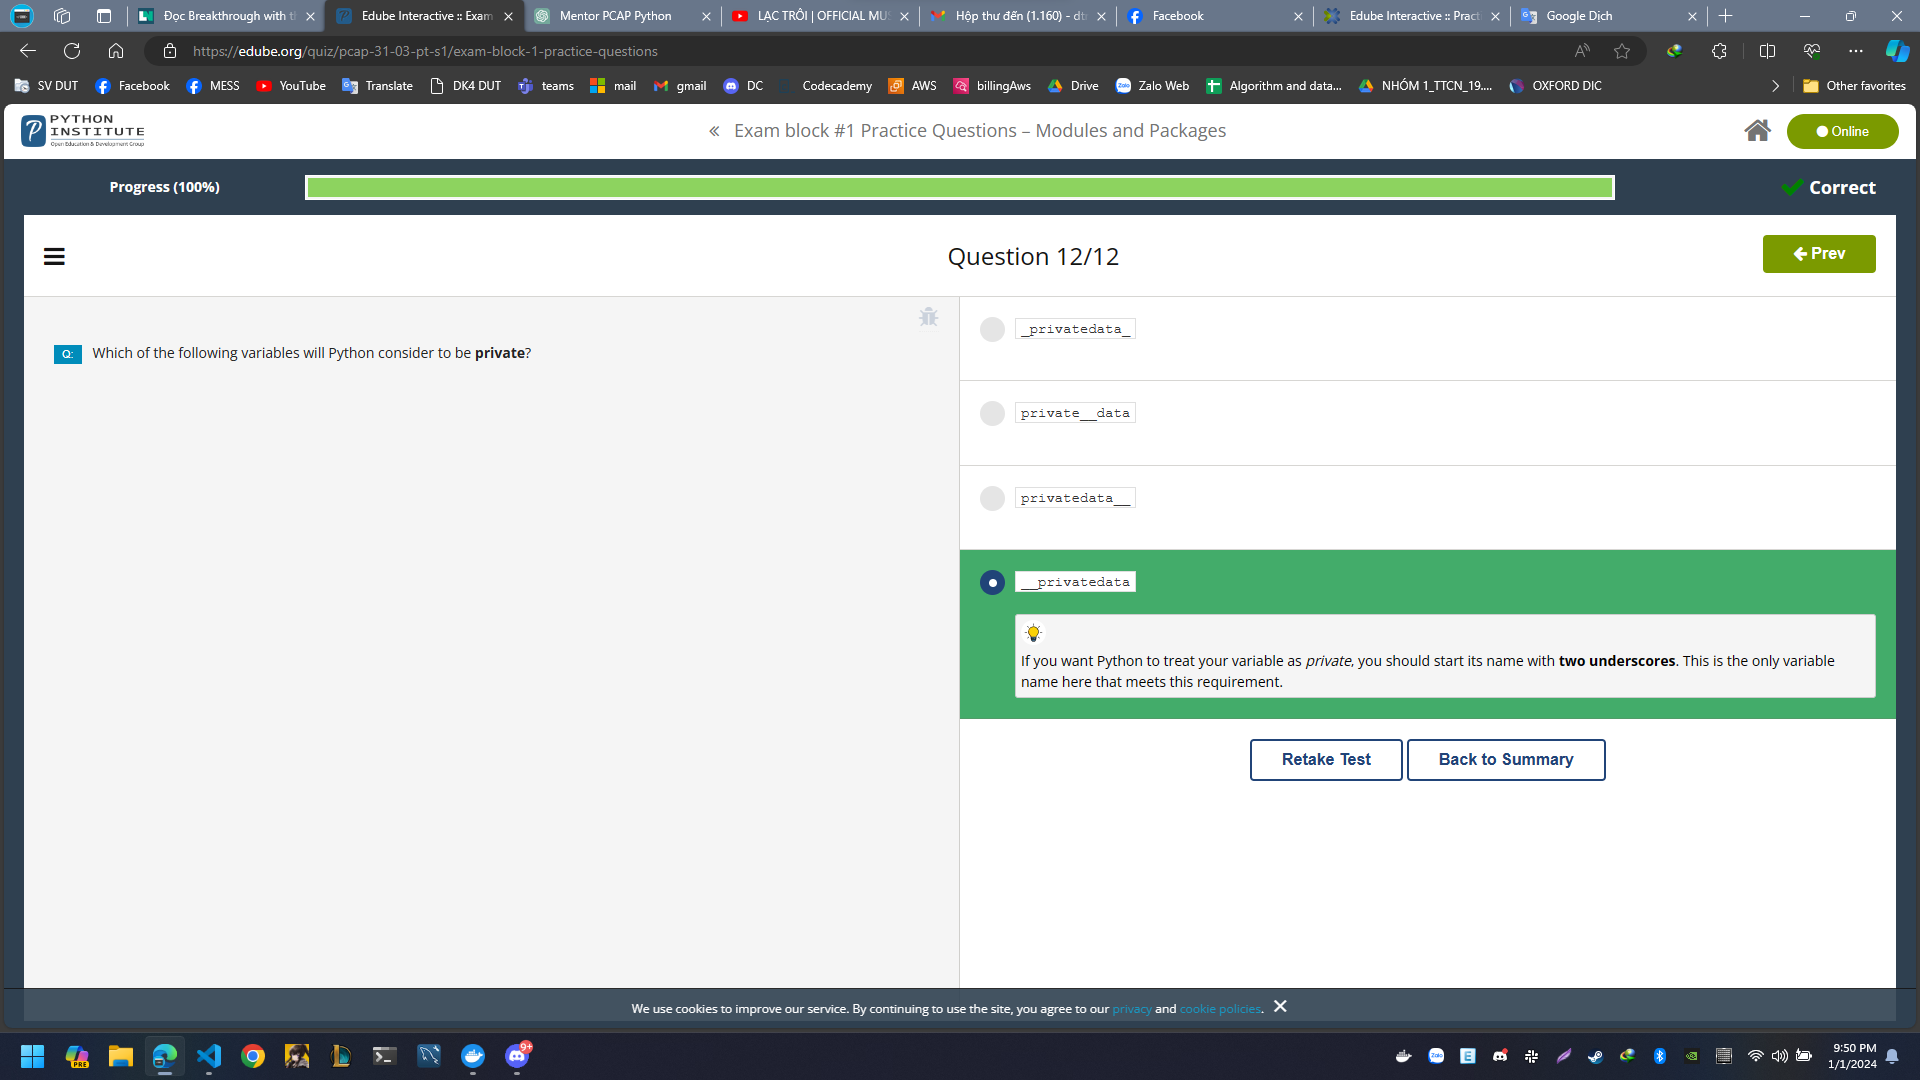 Đọc Breakthrough with t
Edube Interactive :: Exam
Mentor PCAP Python
LẠC TRÔI | OFFICIAL MU
Hộp thư đến (1.160) - dt
Facebook
Edube Interactive :: Pract
Google Dịch
https://edube.org/quiz/pcap-31-03-pt-s1/exam-block-1-practice-questions
SV DUT
Facebook
MESS
YouTube
Translate
DK4 DUT
teams
mail
gmail
DC
Codecademy
AWS
billingAws
Drive
Zalo Web
Algorithm and data...
NHÓM 1_TTCN_19....
OXFORD DIC
Other favorites
PYTHON
INSTITUTE
Open Education & Development Group
« Exam block #1 Practice Questions – Modules and Packages
Online
Progress (100%)
Correct
Question 12/12
Prev
Q: Which of the following variables will Python consider to be private?
_privatedata_
private__data
privatedata__
__privatedata
If you want Python to treat your variable as private, you should start its name with two underscores. This is the only variable
name here that meets this requirement.
Retake Test
Back to Summary
We use cookies to improve our service. By continuing to use the site, you agree to our privacy and cookie policies.
PRE
9+
9:50 PM
1/1/2024